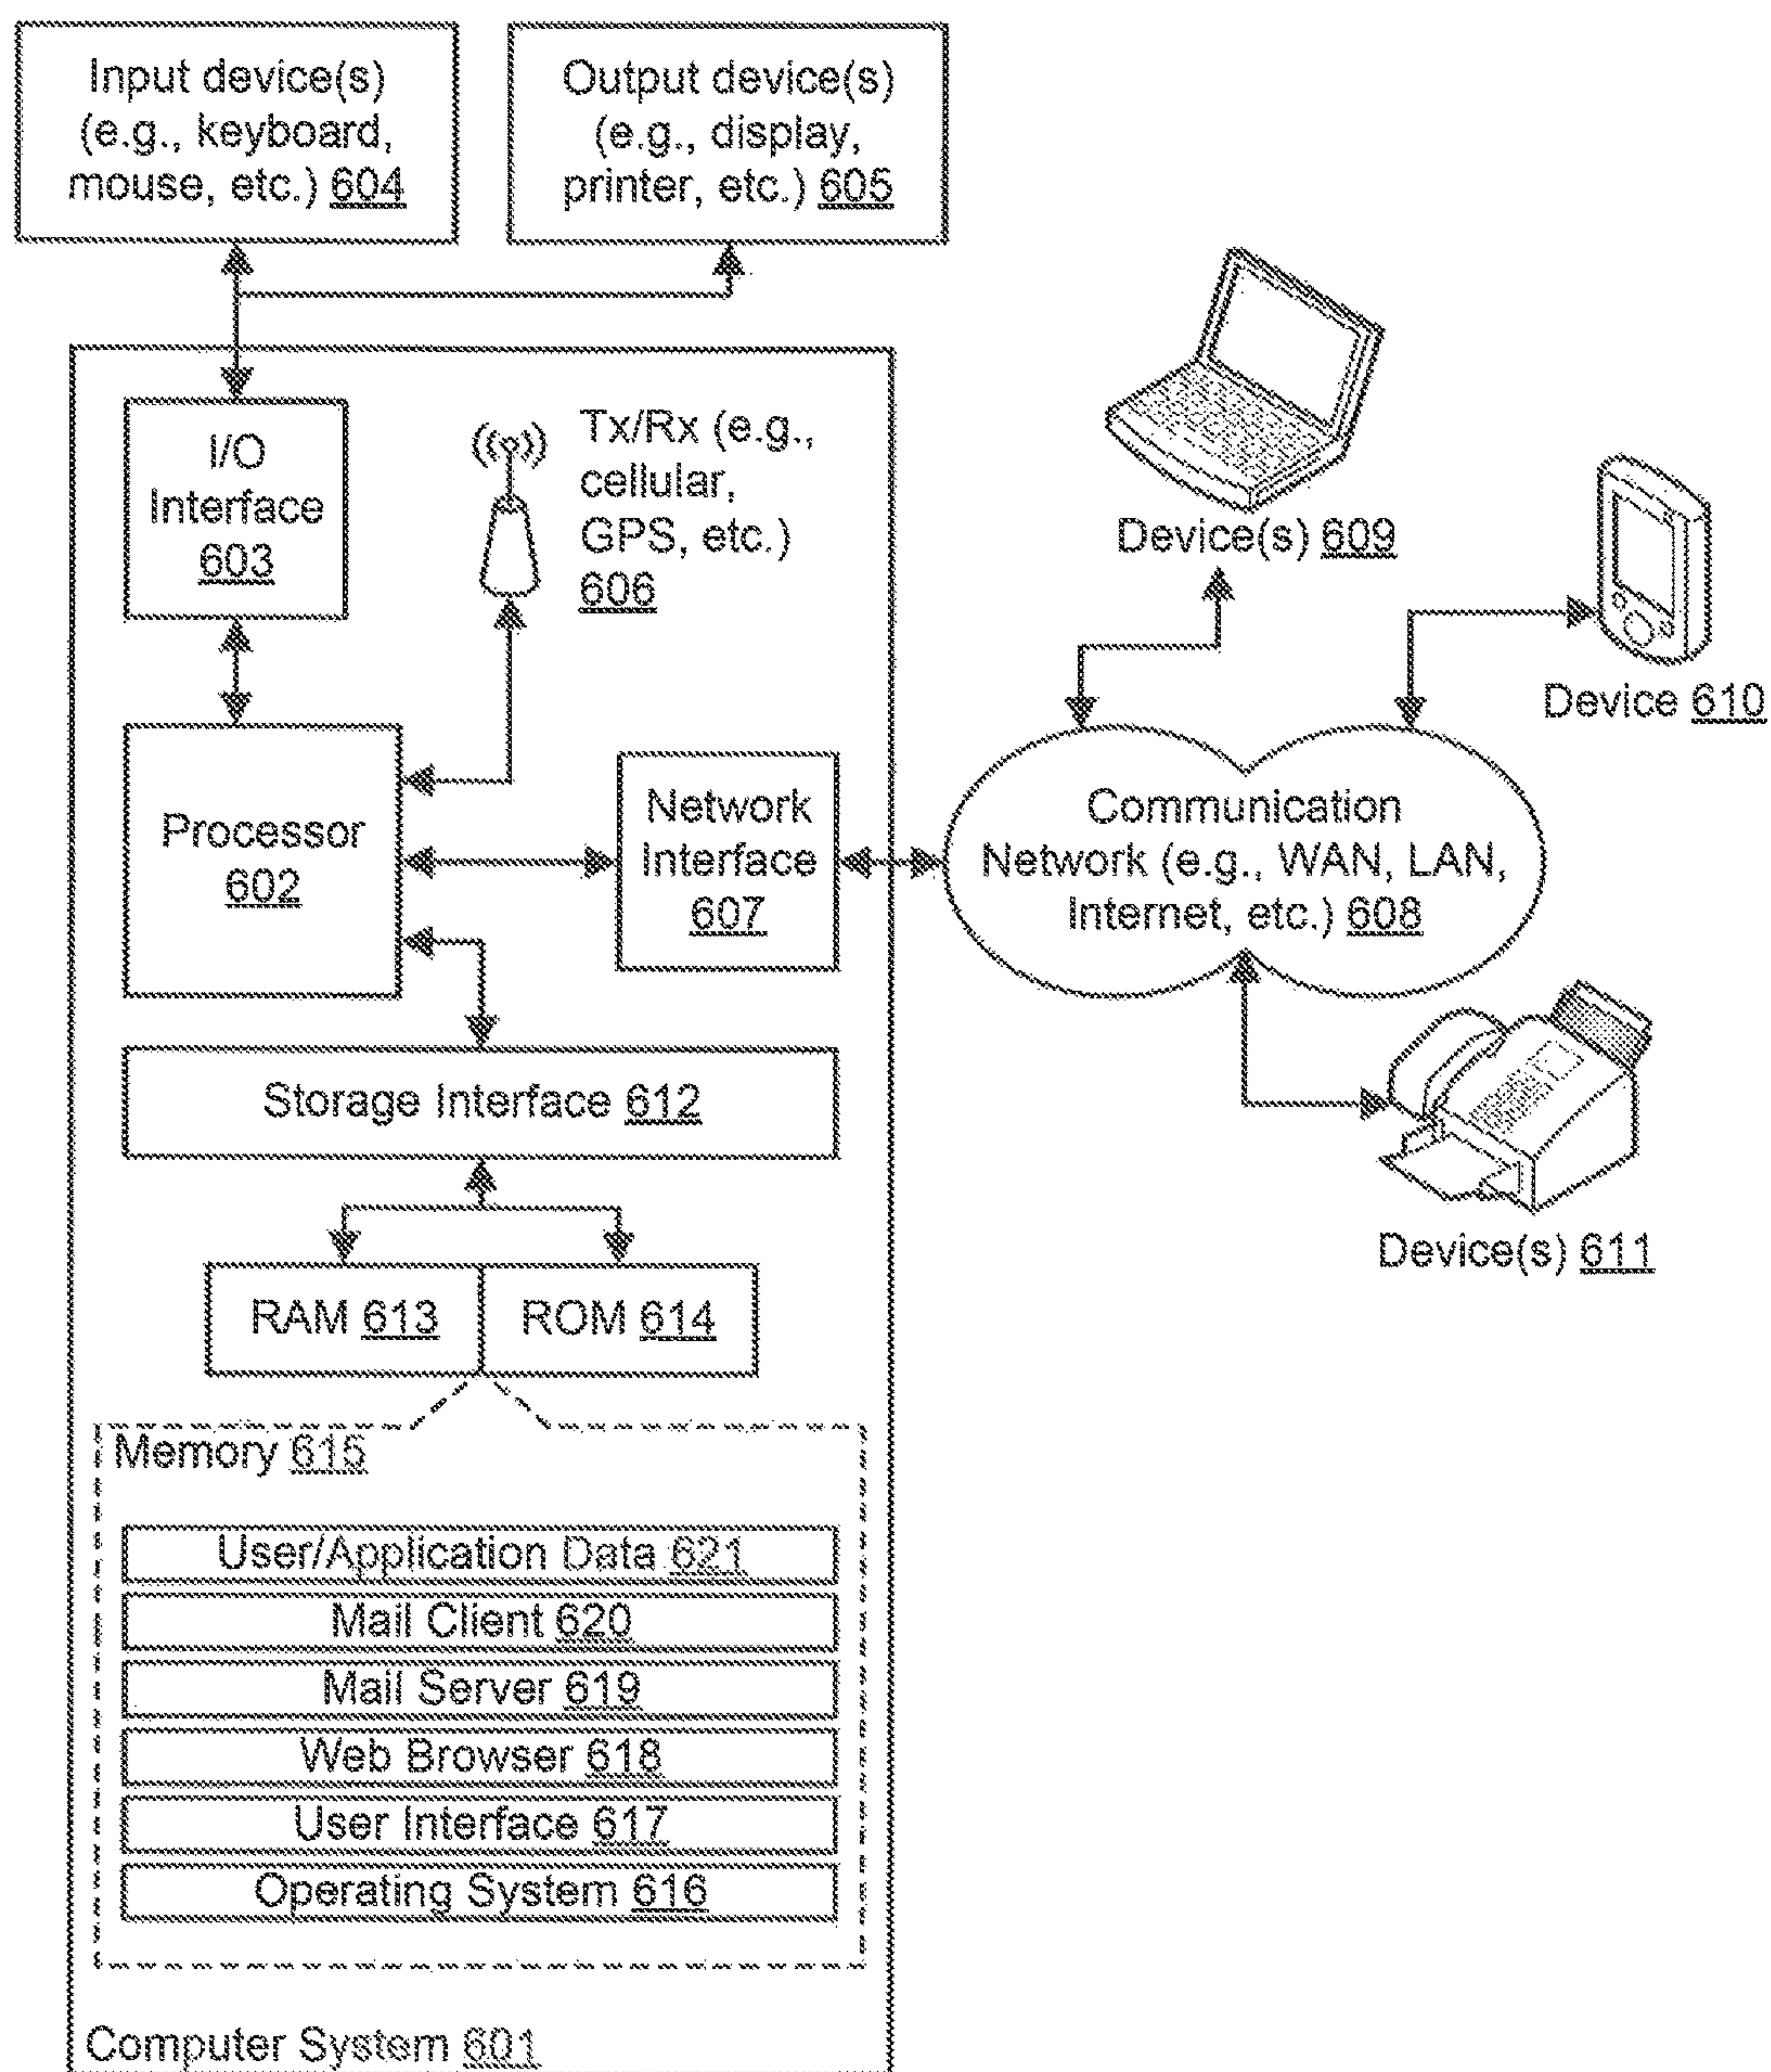 Input device(s)
(e.g., keyboard,
mouse, etc.) 604
Output device(s)
(e.g., display,
printer, etc.) 605
I/O
Interface
603
Tx/Rx (e.g.,
cellular,
GPS, etc.)
606
Device(s) 609
Device 610
Processor
602
Network
Interface
607
Communication
Network (e.g., WAN, LAN,
Internet, etc.) 608
Storage Interface 612
Device(s) 611
RAM 613
ROM 614
Memory 615
User/Application Data 621
Mail Client 620
Mail Server 619
Web Browser 618
User Interface 617
Operating System 616
Computer System 601